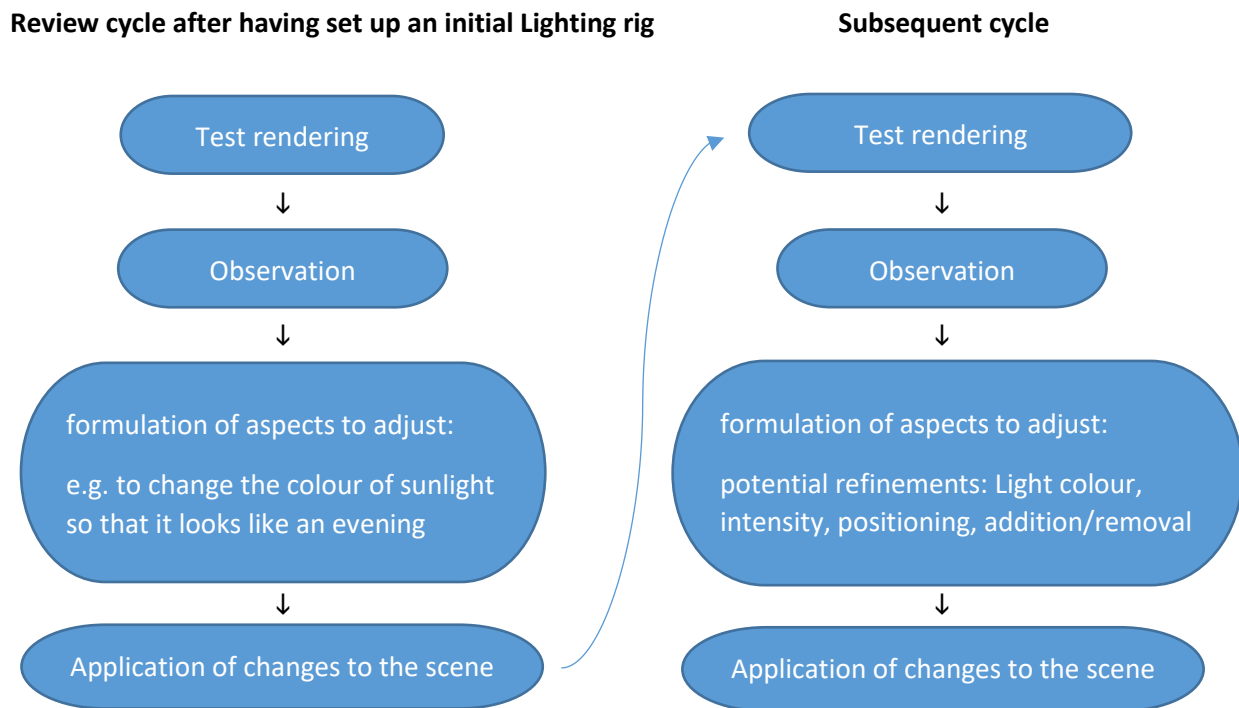 Review cycle after having set up an initial Lighting rig
Test rendering
↓
Observation
↓
formulation of aspects to adjust:
e.g. to change the colour of sunlight
so that it looks like an evening
↓
Application of changes to the scene
Subsequent cycle
Test rendering
↓
Observation
↓
formulation of aspects to adjust:
potential refinements: Light colour,
intensity, positioning, addition/removal
↓
Application of changes to the scene